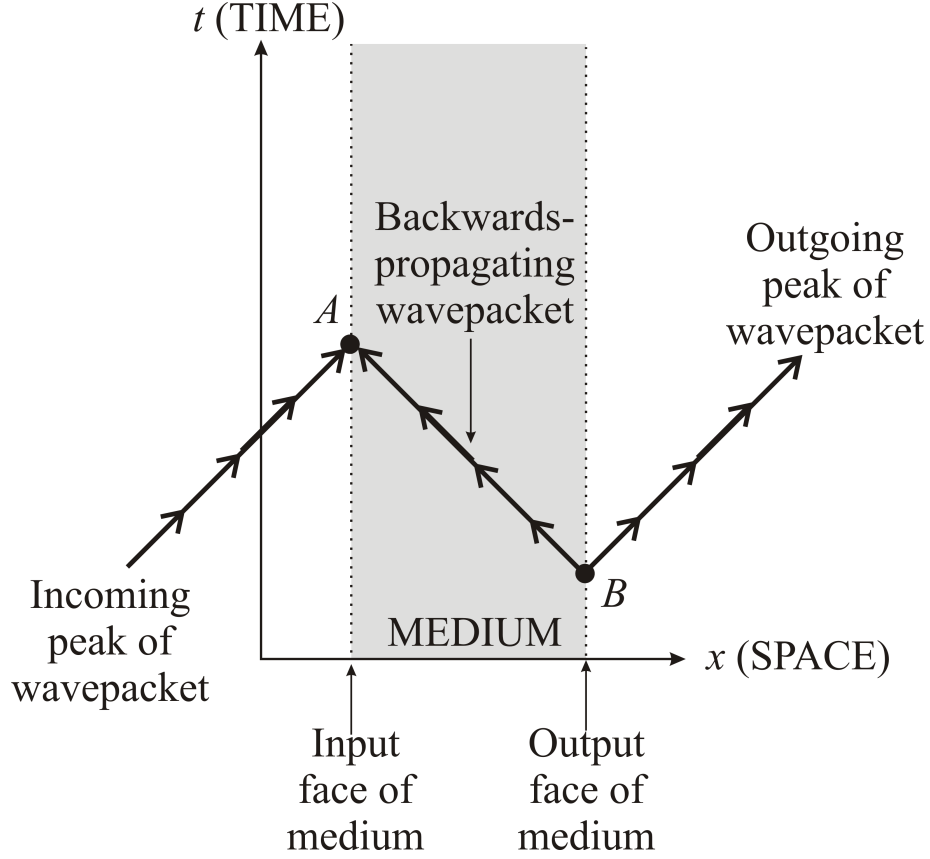 t (TIME)
Backwards-
propagating
wavepacket
Outgoing
peak of
wavepacket
A
B
Incoming
peak of
wavepacket
MEDIUM
x (SPACE)
Input
face of
medium
Output
face of
medium